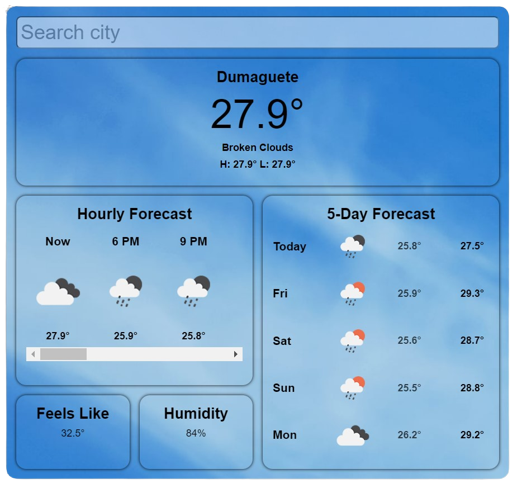 Search city
Dumaguete
27.9°
Broken Clouds
H: 27.9° L: 27.9°
Hourly Forecast
Now 6 PM 9 PM
27.9° 25.9° 25.8°
5-Day Forecast
Today 25.8° 27.5°
Fri 25.9° 29.3°
Sat 25.6° 28.7°
Sun 25.5° 28.8°
Mon 26.2° 29.2°
Feels Like
32.5°
Humidity
84%